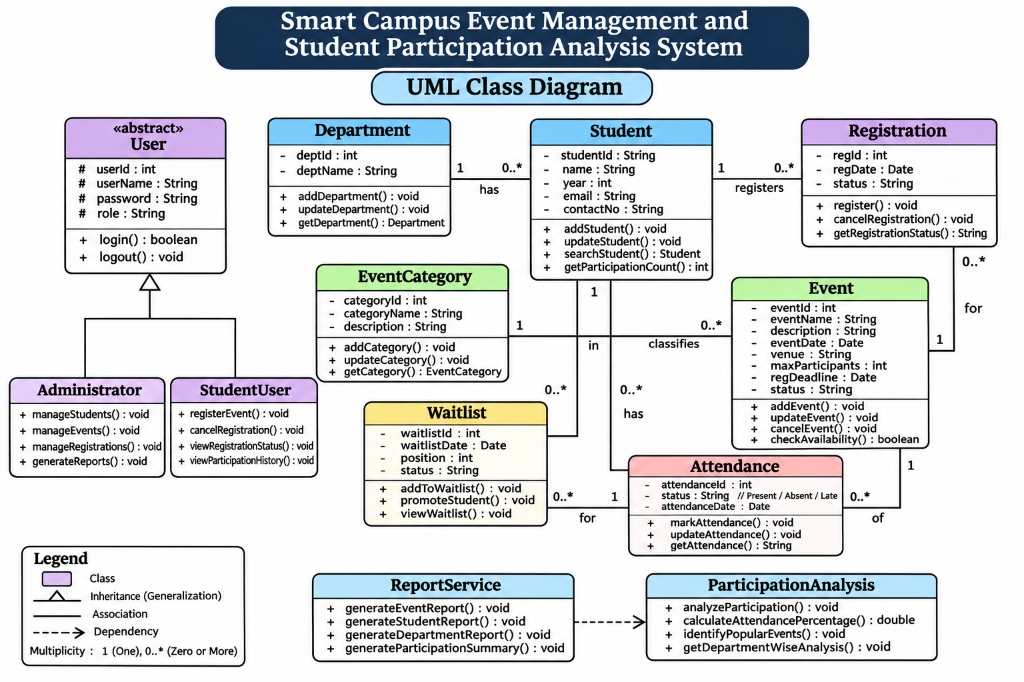 Smart Campus Event Management and
Student Participation Analysis System
UML Class Diagram
«abstract»
User
# userId : int
# userName : String
# password : String
# role : String
+ login() : boolean
+ logout() : void
Department
- deptId : int
- deptName : String
+ addDepartment() : void
+ updateDepartment() : void
+ getDepartment() : Department
1 0..*
has
Student
- studentId : String
- name : String
- year : int
- email : String
- contactNo : String
+ addStudent() : void
+ updateStudent() : void
+ searchStudent() : Student
+ getParticipationCount() : int
1 0..*
registers
Registration
- regId : int
- regDate : Date
- status : String
+ register() : void
+ cancelRegistration() : void
+ getRegistrationStatus() : String
0..*
for
1
EventCategory
- categoryId : int
- categoryName : String
- description : String
+ addCategory() : void
+ updateCategory() : void
+ getCategory() : EventCategory
1
1
in
classifies
0..*
Event
- eventId : int
- eventName : String
- description : String
- eventDate : Date
- venue : String
- maxParticipants : int
- regDeadline : Date
- status : String
+ addEvent() : void
+ updateEvent() : void
+ cancelEvent() : void
+ checkAvailability() : boolean
Administrator
+ manageStudents() : void
+ manageEvents() : void
+ manageRegistrations() : void
+ generateReports() : void
StudentUser
+ registerEvent() : void
+ cancelRegistration() : void
+ viewRegistrationStatus() : void
+ viewParticipationHistory() : void
0..*
0..*
has
Waitlist
- waitlistId : int
- waitlistDate : Date
- position : int
- status : String
+ addToWaitlist() : void
+ promoteStudent() : void
+ viewWaitlist() : void
0..* 1
for
Attendance
- attendanceId : int
- status : String // Present / Absent / Late
- attendanceDate : Date
+ markAttendance() : void
+ updateAttendance() : void
+ getAttendance() : String
1
0..*
of
Legend
Class
Inheritance (Generalization)
Association
Dependency
Multiplicity : 1 (One), 0..* (Zero or More)
ReportService
+ generateEventReport() : void
+ generateStudentReport() : void
+ generateDepartmentReport() : void
+ generateParticipationSummary() : void
ParticipationAnalysis
+ analyzeParticipation() : void
+ calculateAttendancePercentage() : double
+ identifyPopularEvents() : void
+ getDepartmentWiseAnalysis() : void